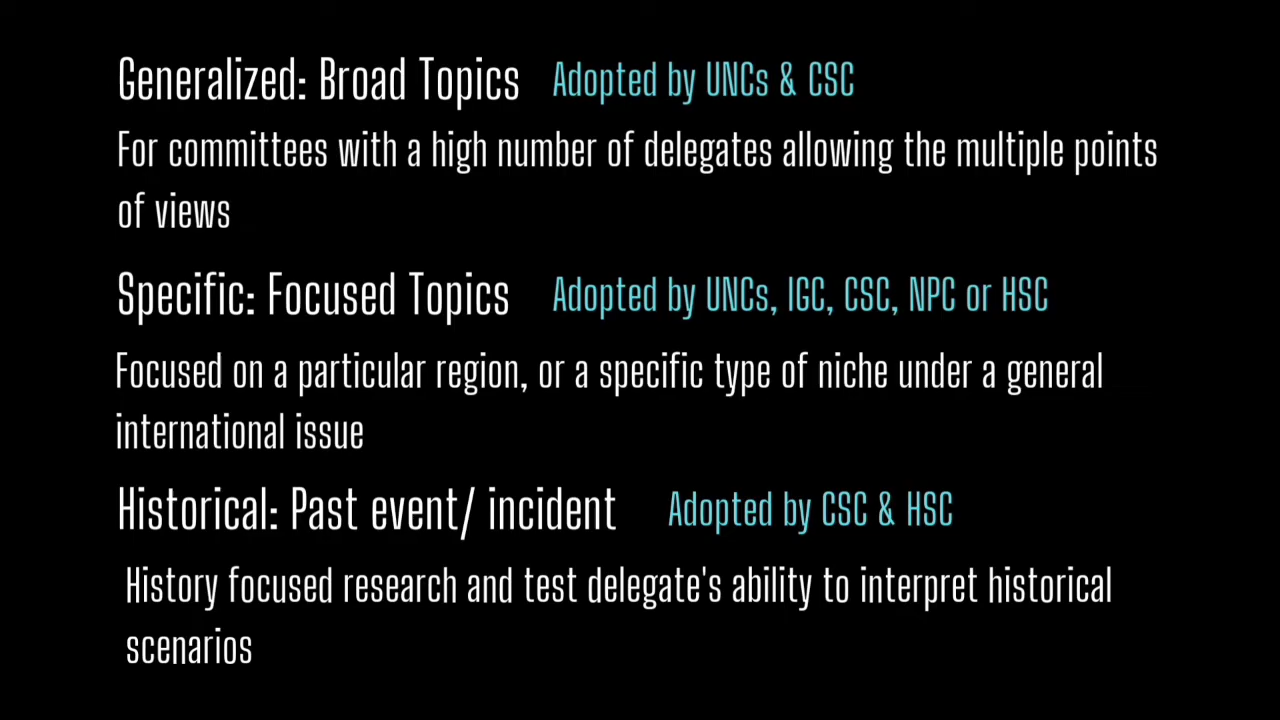 Generalized: Broad Topics Adopted by UNCs & CSC
For committees with a high number of delegates allowing the multiple points
of views
Specific: Focused Topics Adopted by UNCs, IGC, CSC, NPC or HSC
Focused on a particular region, or a specific type of niche under a general
international issue
Historical: Past event/ incident Adopted by CSC & HSC
History focused research and test delegate's ability to interpret historical
scenarios